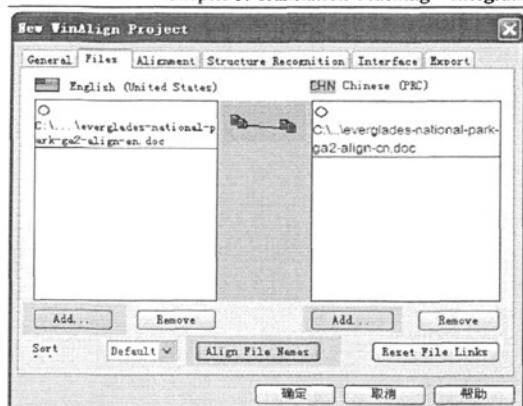 New WinAlign Project
General Files Alignment Structure Recognition Interface Export
English (United States) CHN Chinese (PRC)
C:\...\everglades-national-p
ark-ga2-align-en.doc
C:\...\everglades-national-park-
ga2-align-cn.doc
Add... Remove Add... Remove
Sort Default Align File Names Reset File Links
确定 取消 帮助